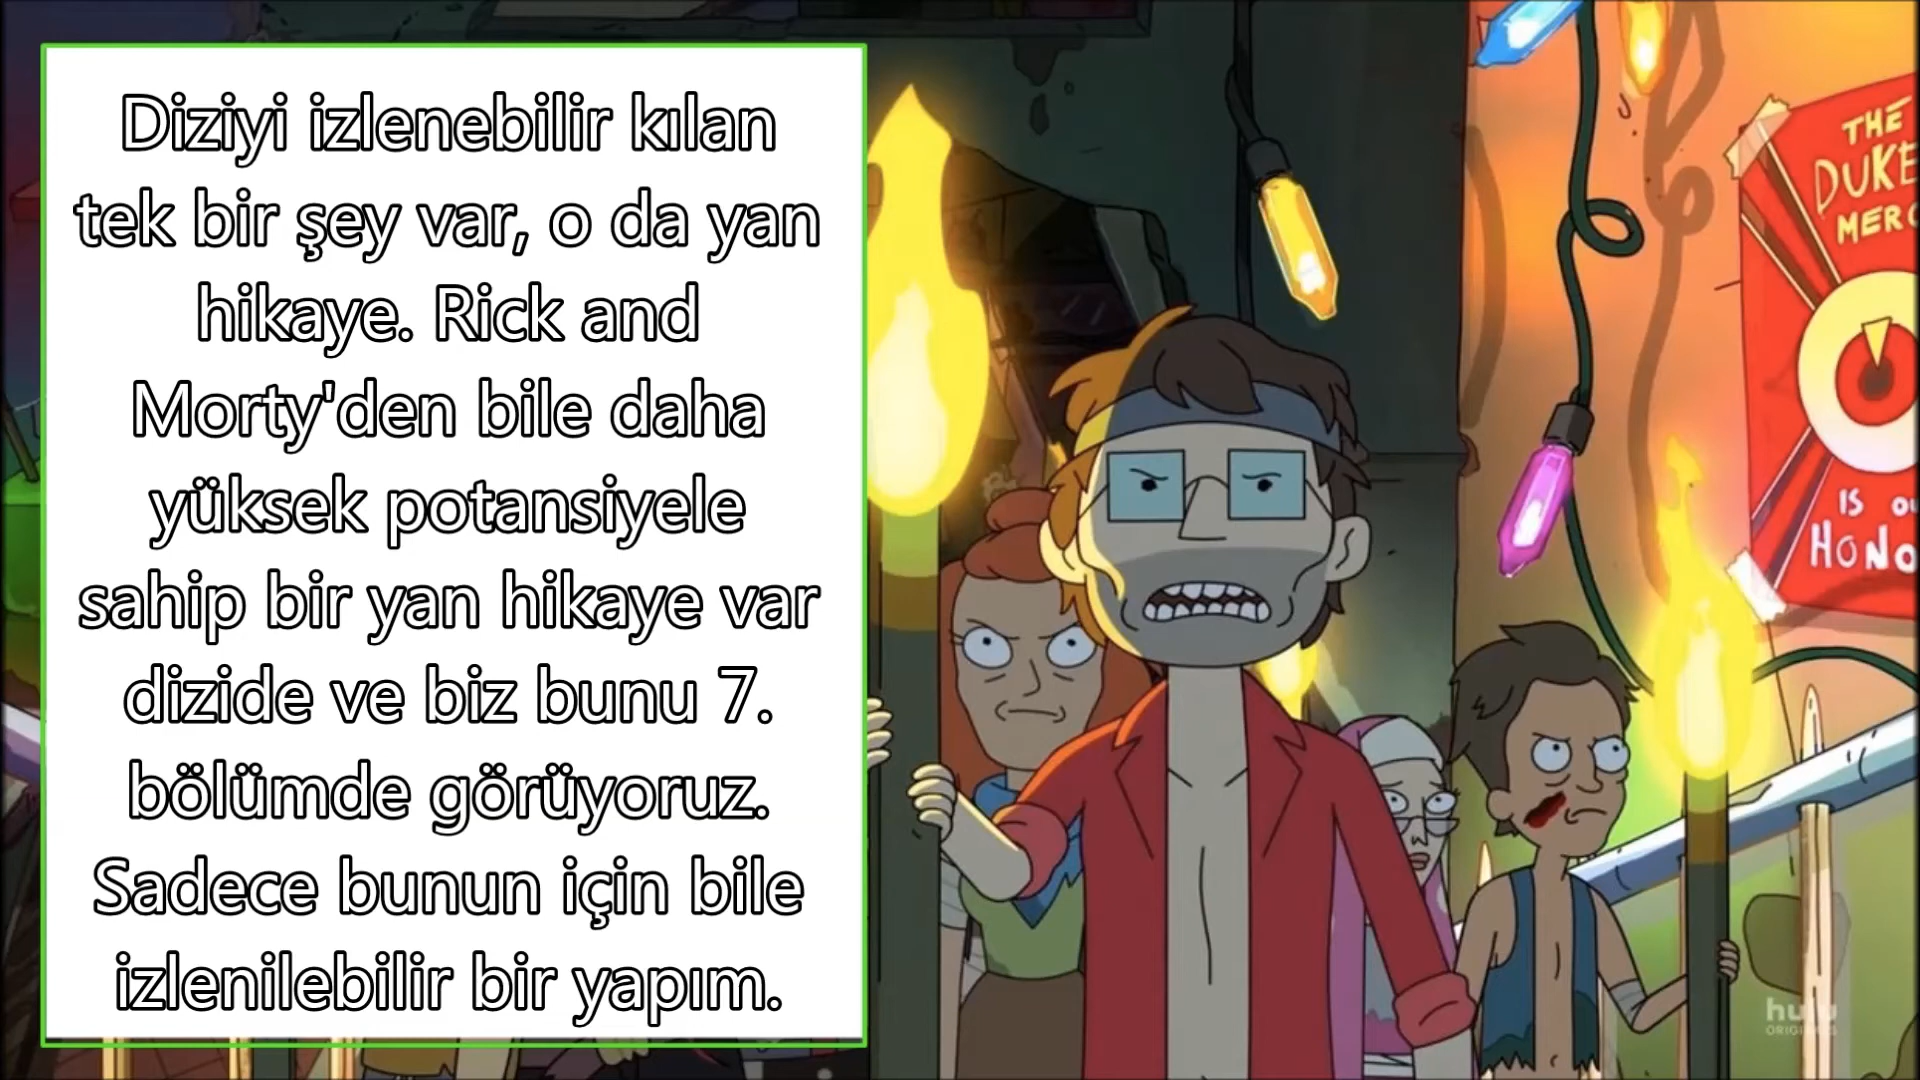 Diziyi izlenebilir kılan
tek bir şey var, o da yan
hikaye. Rick and
Morty'den bile daha
yüksek potansiyele
sahip bir yan hikaye var
dizide ve biz bunu 7.
bölümde görüyoruz.
Sadece bunun için bile
izlenilebilir bir yapım.
THE
DUKE
IS
hulu
ORIGINALS